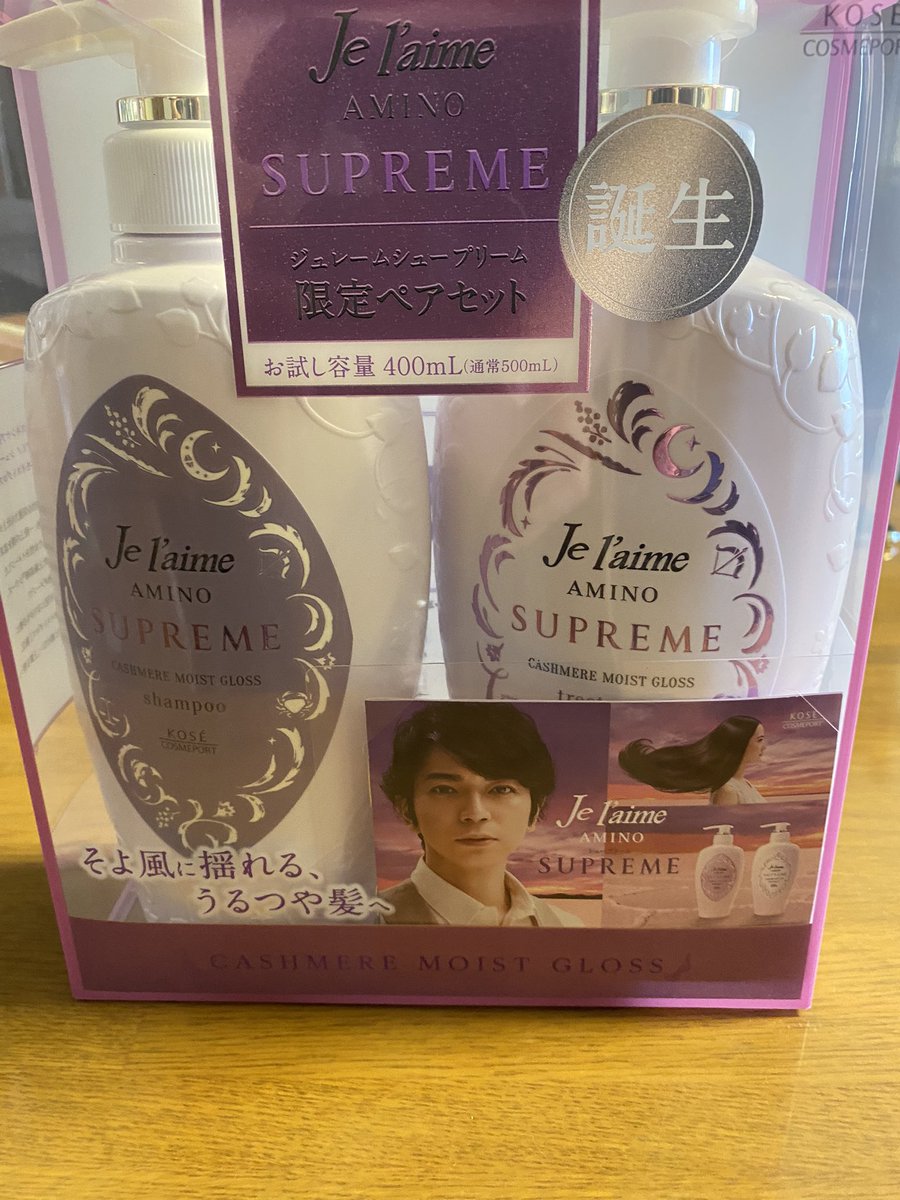 Je l'aime
AMINO
SUPREME
ジュレームシュープリーム
限定ペアセット
お試し容量 400mL(通常500mL)
誕生
KOSÉ
COSMEPORT
Je l'aime
AMINO
SUPREME
CASHMERE MOIST GLOSS
shampoo
KOSÉ
COSMEPORT
Je l'aime
AMINO
SUPREME
CASHMERE MOIST GLOSS
Je l'aime
AMINO
SUPREME
KOSÉ
COSMEPORT
そよ風に揺れる、
うるつや髪へ
CASHMERE MOIST GLOSS